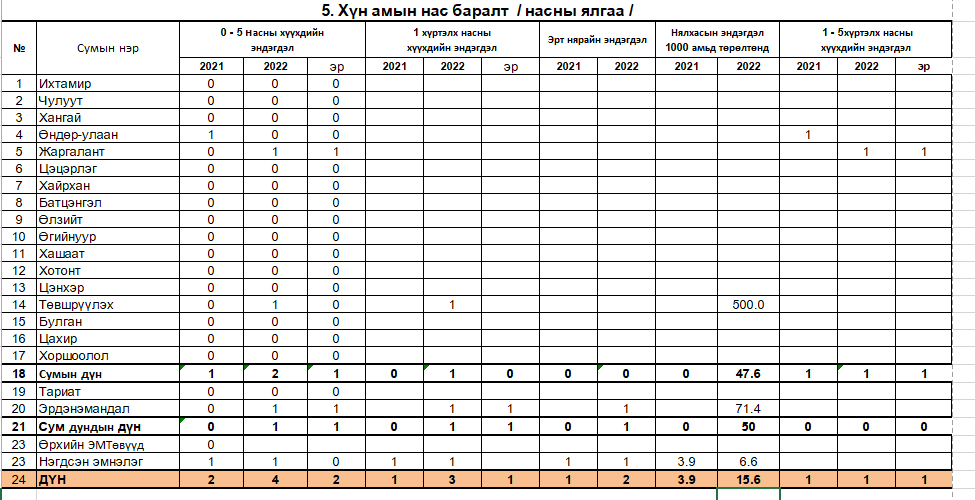 5. Хүн амын нас баралт / насны ялгаа /
№ Сумын нэр 0 - 5 насны хүүхдийн эндэгдэл 1 хүртэлх насны хүүхдийн эндэгдэл Эрт нярайн эндэгдэл Нялхасын эндэгдэл 1000 амьд төрөлтөнд 1 - 5хүртэлх насны хүүхдийн эндэгдэл
2021 2022 эр 2021 2022 эр 2021 2022 2021 2022 2021 2022 эр
1 Ихтамир 0 0 0
2 Чулуут 0 0 0
3 Хангай 0 0 0
4 Өндөр-улаан 1 0 0 1
5 Жаргалант 0 1 1 1 1
6 Цэцэрлэг 0 0 0
7 Хайрхан 0 0 0
8 Батцэнгэл 0 0 0
9 Өлзийт 0 0 0
10 Өгийнуур 0 0 0
11 Хашаат 0 0 0
12 Хотонт 0 0 0
13 Цэнхэр 0 0 0
14 Төвшрүүлэх 0 1 0 1 500.0
15 Булган 0 0 0
16 Цахир 0 0 0
17 Хоршоолол 0 0 0
18 Сумын дүн 1 2 1 0 1 0 0 0 0 47.6 1 1 1
19 Тариат 0 0 0
20 Эрдэнэмандал 0 1 1 1 1 1 71.4
21 Сум дундын дүн 0 1 1 0 1 1 0 1 0 50 0 0 0
23 Өрхийн ЭМТөвүүд 0
23 Нэгдсэн эмнэлэг 1 1 0 1 1 1 1 3.9 6.6
24 ДҮН 2 4 2 1 3 1 1 2 3.9 15.6 1 1 1